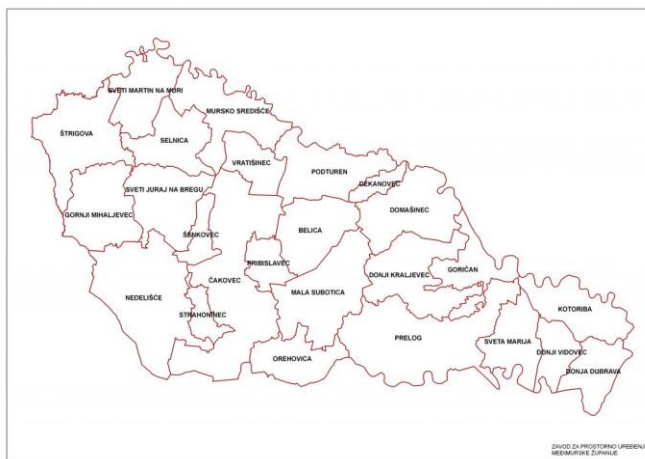 SVETI MARTIN NA MURI
MURSKO SREDIŠĆE
ŠTRIGOVA
SELNICA
VRATIŠINEC
PODTUREN
DEKANOVEC
SVETI JURAJ NA BREGU
GORNJI MIHALJEVEC
DOMAŠINEC
ŠENKOVEC
BELICA
PRIBISLAVEC
DONJI KRALJEVEC
GORIČAN
ČAKOVEC
NEDELIŠĆE
MALA SUBOTICA
KOTORIBA
STRAHONINEC
PRELOG
SVETA MARIJA
DONJI VIDOVEC
OREHOVICA
DONJA DUBRAVA
ZAVOD ZA PROSTORNO UREĐENJE
MEĐIMURSKE ŽUPANIJE